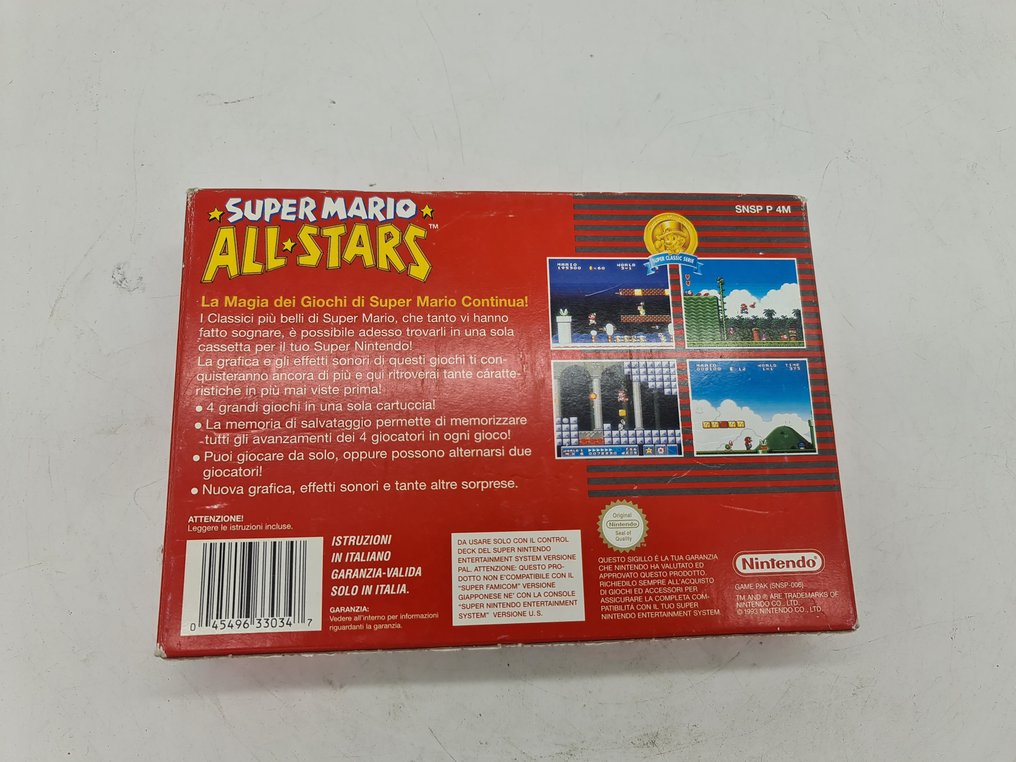 SUPER MARIO
ALL★STARS™
SNSP P 4M
SUPER CLASSIC SERIE
La Magia dei Giochi di Super Mario Continua!
I Classici più belli di Super Mario, che tanto vi hanno
fatto sognare, è possibile adesso trovarli in una sola
cassetta per il tuo Super Nintendo!
La grafica e gli effetti sonori di questi giochi ti con-
quisteranno ancora di più e qui ritroverai tante caratte-
ristiche in più mai viste prima!
● 4 grandi giochi in una sola cartuccia!
● La memoria di salvataggio permette di memorizzare
tutti gli avanzamenti dei 4 giocatori in ogni gioco!
● Puoi giocare da solo, oppure possono alternarsi due
giocatori!
● Nuova grafica, effetti sonori e tante altre sorprese.
MARIO WORLD
MARIO WORLD TIME
ATTENZIONE!
Leggere le istruzioni incluse.
0 45496 33034 7
ISTRUZIONI
IN ITALIANO
GARANZIA-VALIDA
SOLO IN ITALIA.
GARANZIA:
Vedere all'interno per informazioni
riguardanti la garanzia.
DA USARE SOLO CON IL CONTROL
DECK DEL SUPER NINTENDO
ENTERTAINMENT SYSTEM VERSIONE
PAL. ATTENZIONE: QUESTO PRO-
DOTTO NON E'COMPATIBILE CON IL
"SUPER FAMICOM" VERSIONE
GIAPPONESE NE' CON LA CONSOLE
"SUPER NINTENDO ENTERTAINMENT
SYSTEM" VERSIONE U. S.
Original
Nintendo
Seal of
Quality
QUESTO SIGILLO È LA TUA GARANZIA
CHE NINTENDO HA VALUTATO ED
APPROVATO QUESTO PRODOTTO.
RICHIEDILO SEMPRE ALL'ACQUISTO
DI GIOCHI ED ACCESSORI PER
ASSICURARE LA COMPLETA COM-
PATIBILITÀ CON IL TUO SUPER
NINTENDO ENTERTAINMENT SYSTEM.
Nintendo®
GAME PAK (SNSP-006)
TM AND ® ARE TRADEMARKS OF
NINTENDO CO., LTD.
© 1993 NINTENDO CO., LTD.